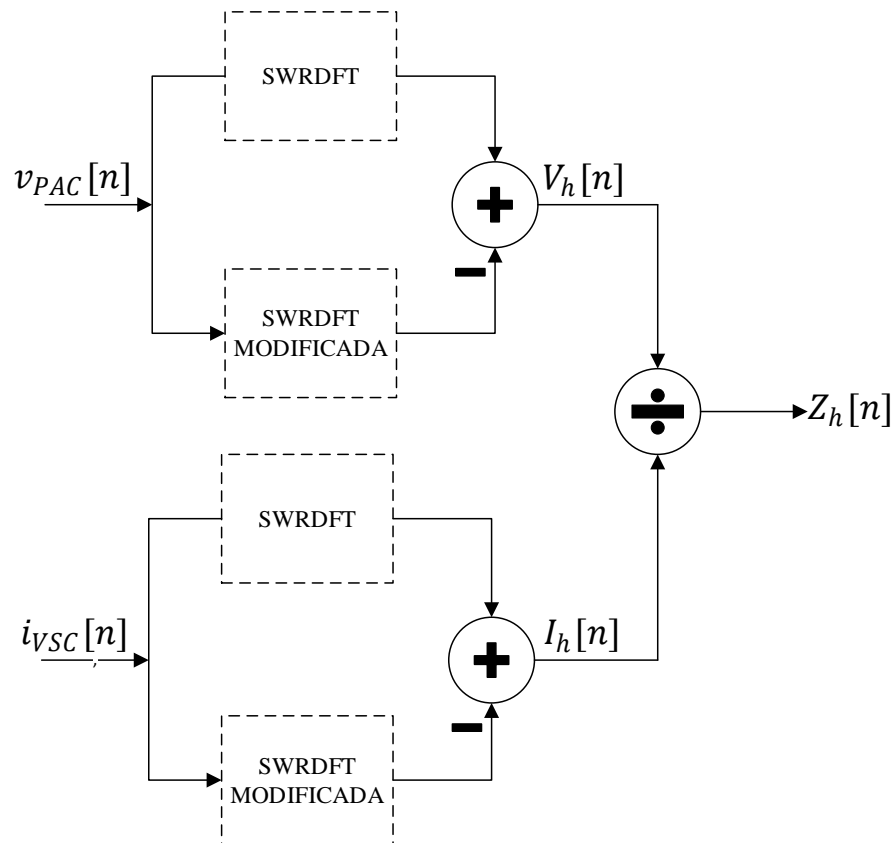 SWRDFT
v_{PAC}[n]
V_h[n]
+
−
SWRDFT
MODIFICADA
÷
Z_h[n]
SWRDFT
i_{VSC}[n]
I_h[n]
+
−
SWRDFT
MODIFICADA